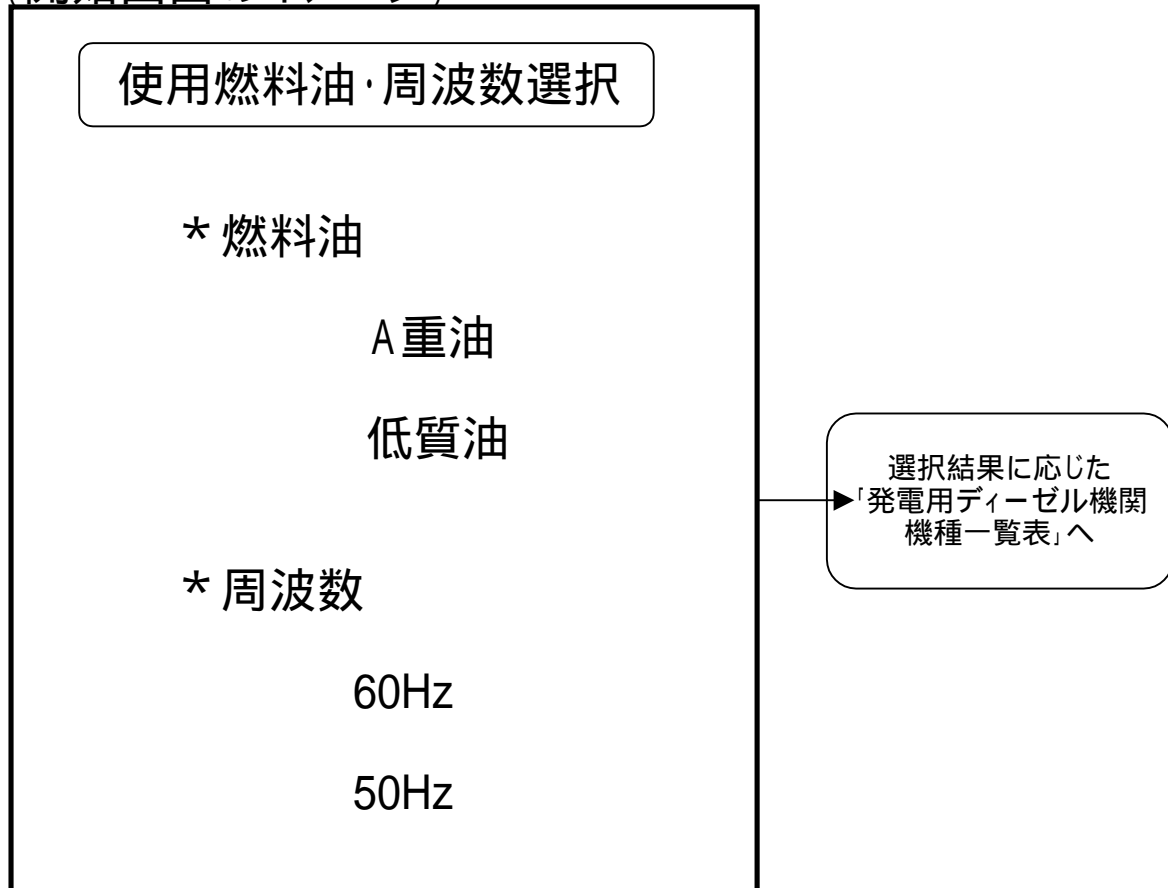 使用燃料油・周波数選択
*燃料油
A重油
低質油
選択結果に応じた
「発電用ディーゼル機関
機種一覧表」へ
*周波数
60Hz
50Hz